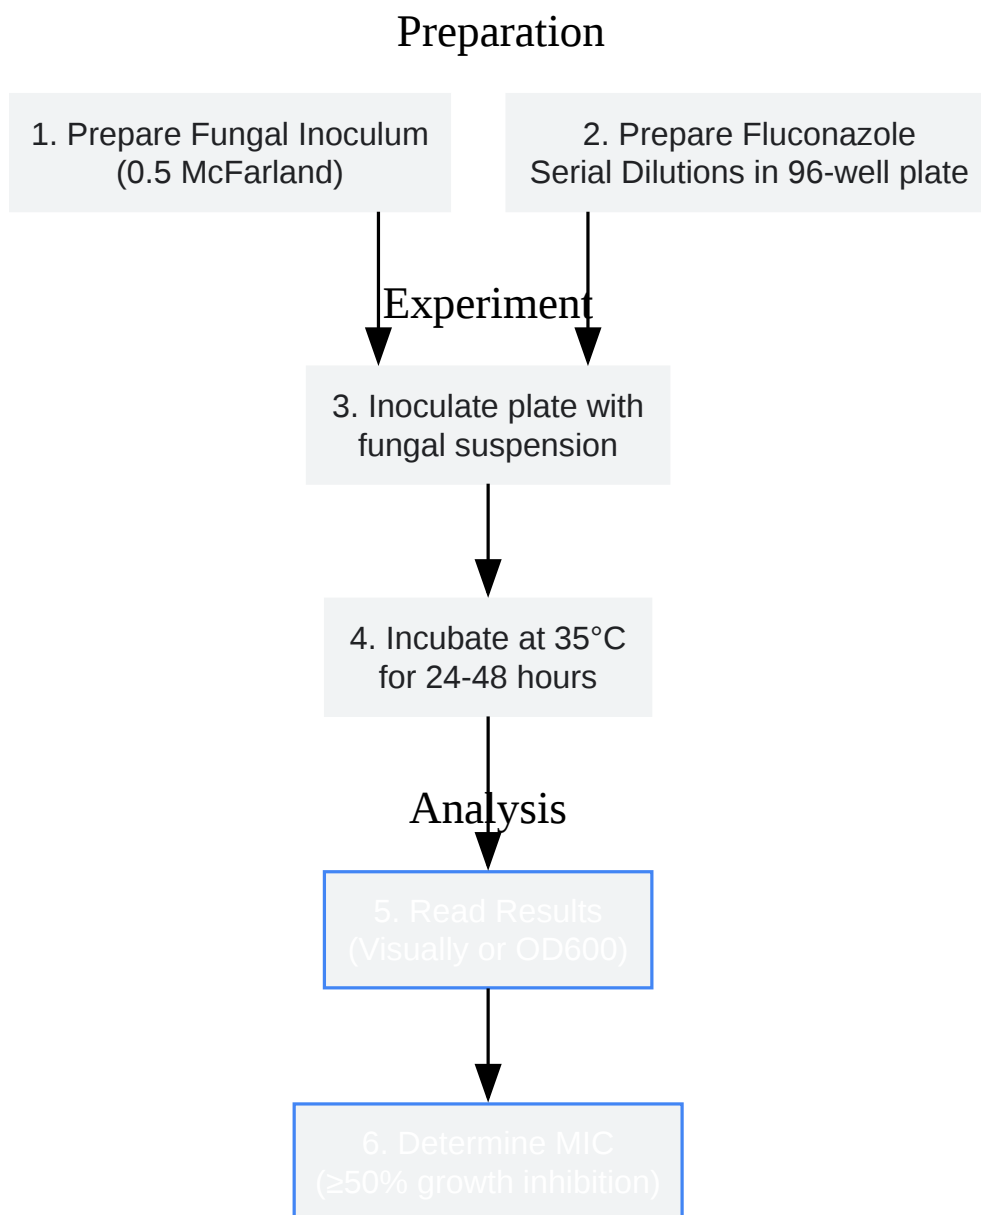 Preparation
1. Prepare Fungal Inoculum
(0.5 McFarland)
2. Prepare Fluconazole
Serial Dilutions in 96-well plate
Experiment
3. Inoculate plate with
fungal suspension
4. Incubate at 35°C
for 24-48 hours
Analysis
5. Read Results
(Visually or OD600)
6. Determine MIC
(≥50% growth inhibition)